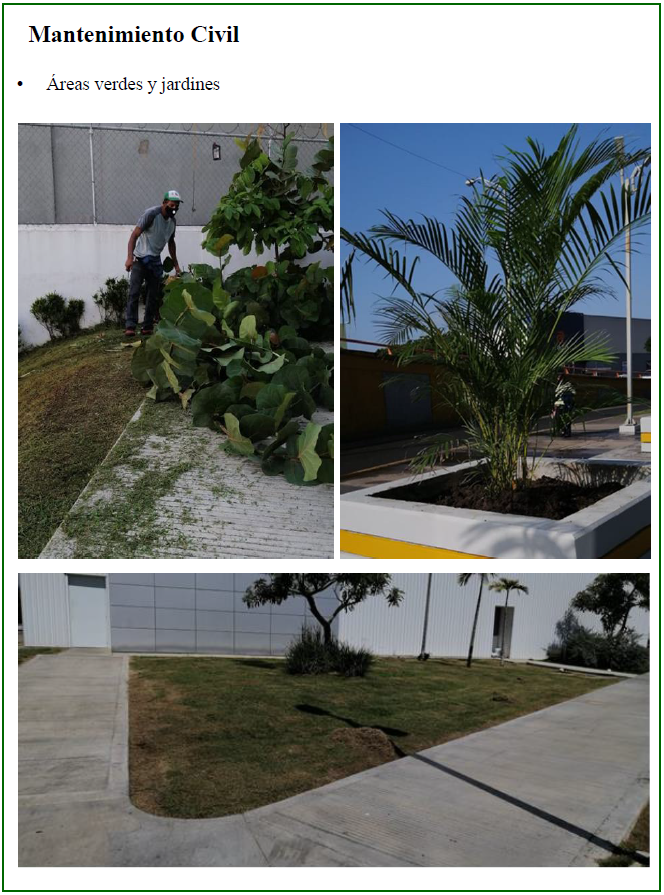 Mantenimiento Civil
• Áreas verdes y jardines